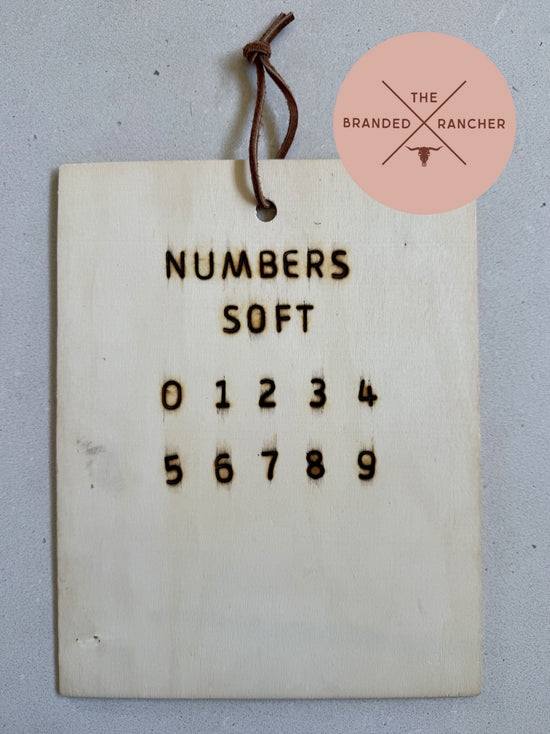 THE
BRANDED RANCHER
NUMBERS
SOFT
0 1 2 3 4
5 6 7 8 9